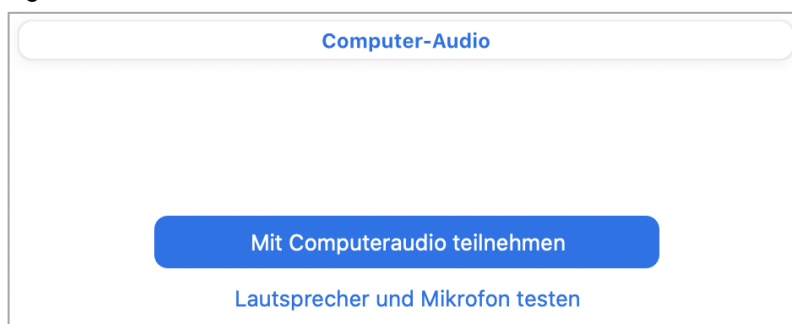 Computer-Audio
Mit Computeraudio teilnehmen
Lautsprecher und Mikrofon testen